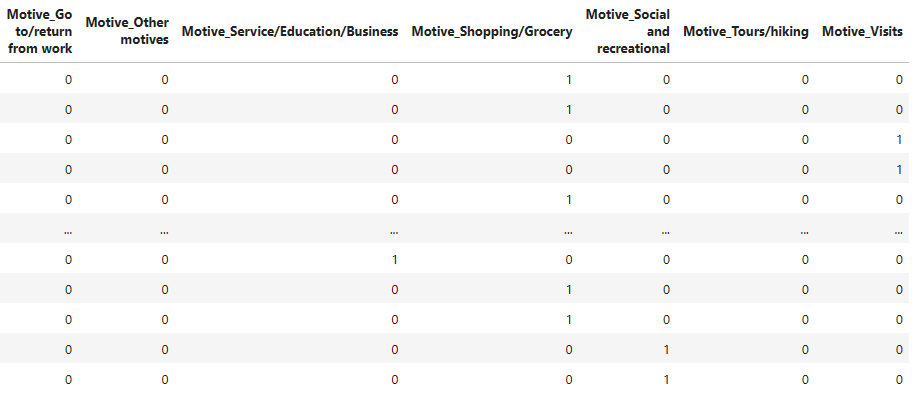 Motive_Go to/return from work Motive_Other motives Motive_Service/Education/Business Motive_Shopping/Grocery Motive_Social and recreational Motive_Tours/hiking Motive_Visits
0 0 0 1 0 0 0
0 0 0 1 0 0 0
0 0 0 0 0 0 1
0 0 0 0 0 0 1
0 0 0 1 0 0 0
... ... ... ... ... ... ...
0 0 1 0 0 0 0
0 0 0 1 0 0 0
0 0 0 1 0 0 0
0 0 0 0 1 0 0
0 0 0 0 1 0 0